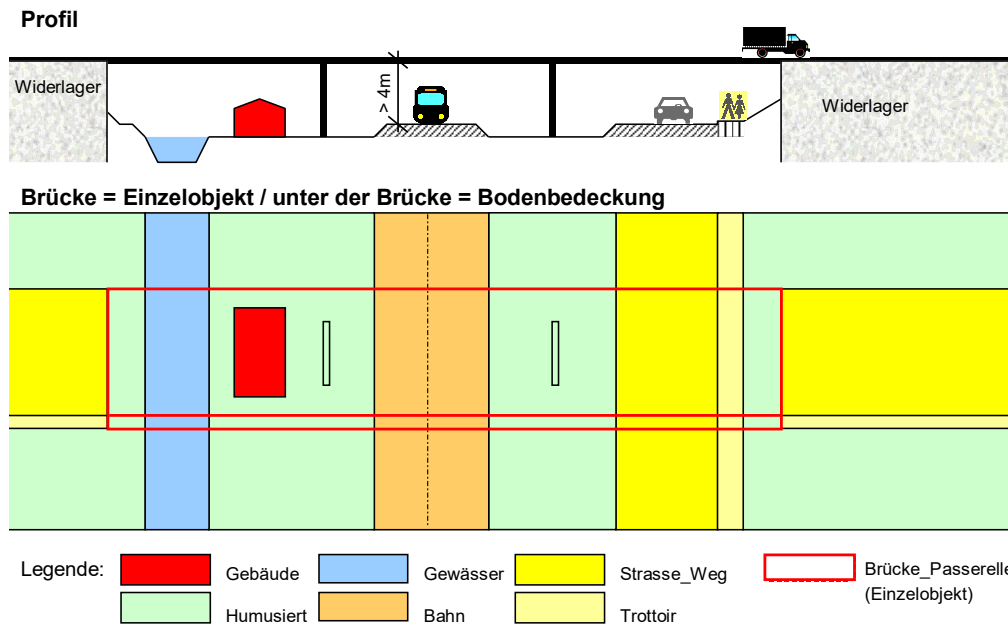 Profil
Widerlager
> 4m
Widerlager
Brücke = Einzelobjekt / unter der Brücke = Bodenbedeckung
Legende:
Gebäude
Gewässer
Strasse_Weg
Brücke_Passerelle
(Einzelobjekt)
Humusiert
Bahn
Trottoir